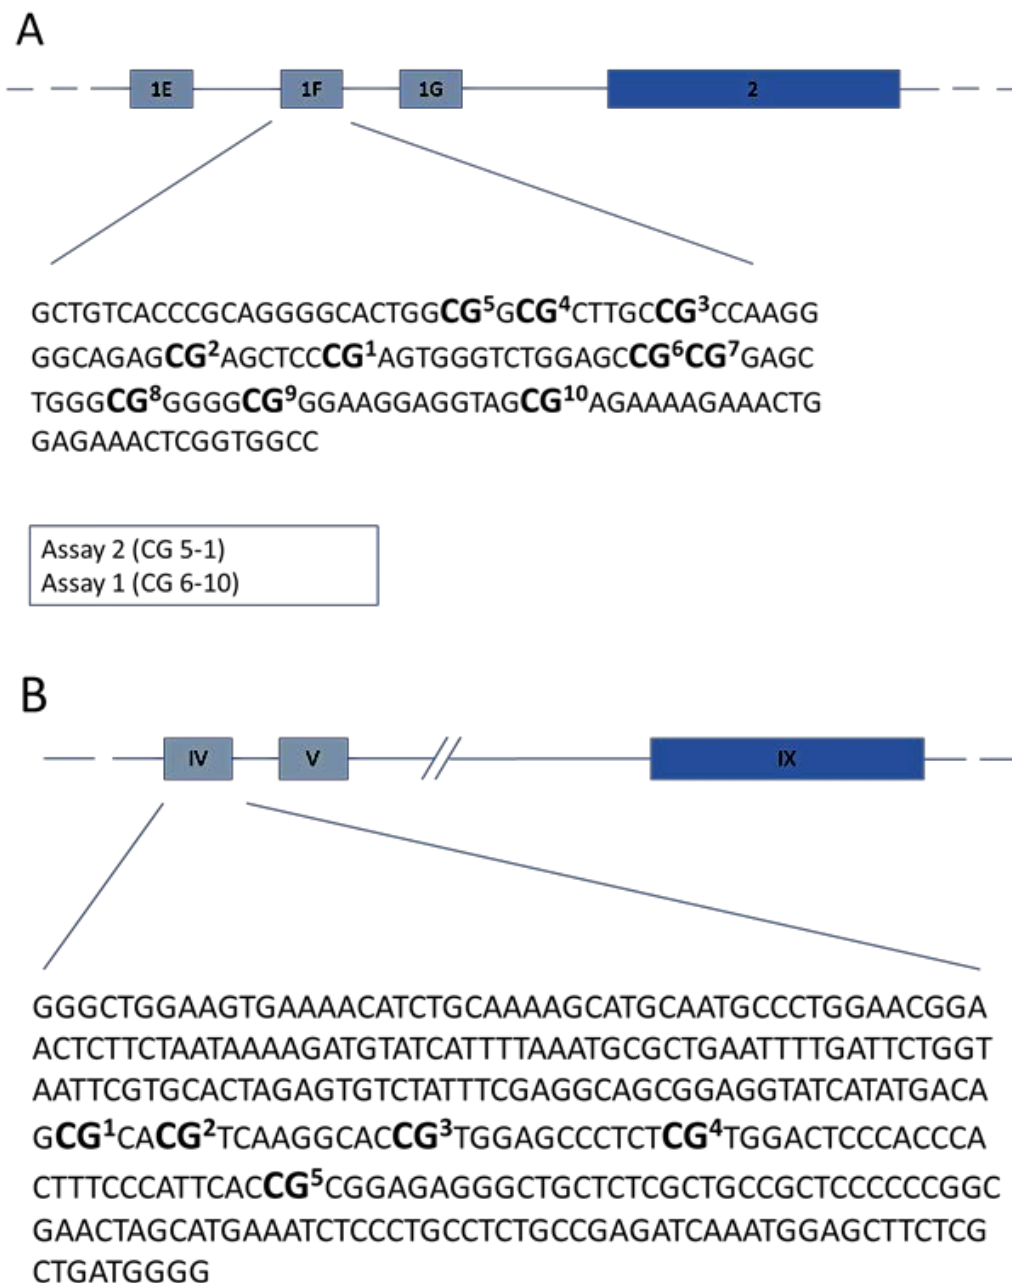 A
1E 1F 1G 2
GCTGTCACCCGCAGGGGCACTGGCG⁵GCG⁴CTTGCCG³CCAAGG
GGCAGAGCG²AGCTCCCG¹AGTGGGTCTGGAGCCG⁶CG⁷GAGC
TGGGCG⁸GGGGCG⁹GGAAGGAGGTAGCG¹⁰AGAAAAGAAACTG
GAGAAACTCGGTGGCC
Assay 2 (CG 5-1)
Assay 1 (CG 6-10)
B
IV V IX
GGGCTGGAAGTGAAAACATCTGCAAAAGCATGCAATGCCCTGGAACGGA
ACTCTTCTAATAAAAGATGTATCATTTTAAATGCGCTGAATTTTGATTCTGGT
AATTCGTGCACTAGAGTGTCTATTTCGAGGCAGCGGAGGTATCATATGACA
GCG¹CACG²TCAAGGCACCG³TGGAGCCCTCTCG⁴TGGACTCCCACCCA
CTTTCCCATTCACCG⁵CGGAGAGGGCTGCTCTCGCTGCCGCTCCCCCCGGC
GAACTAGCATGAAATCTCCCTGCCTCTGCCGAGATCAAATGGAGCTTCTCG
CTGATGGGG